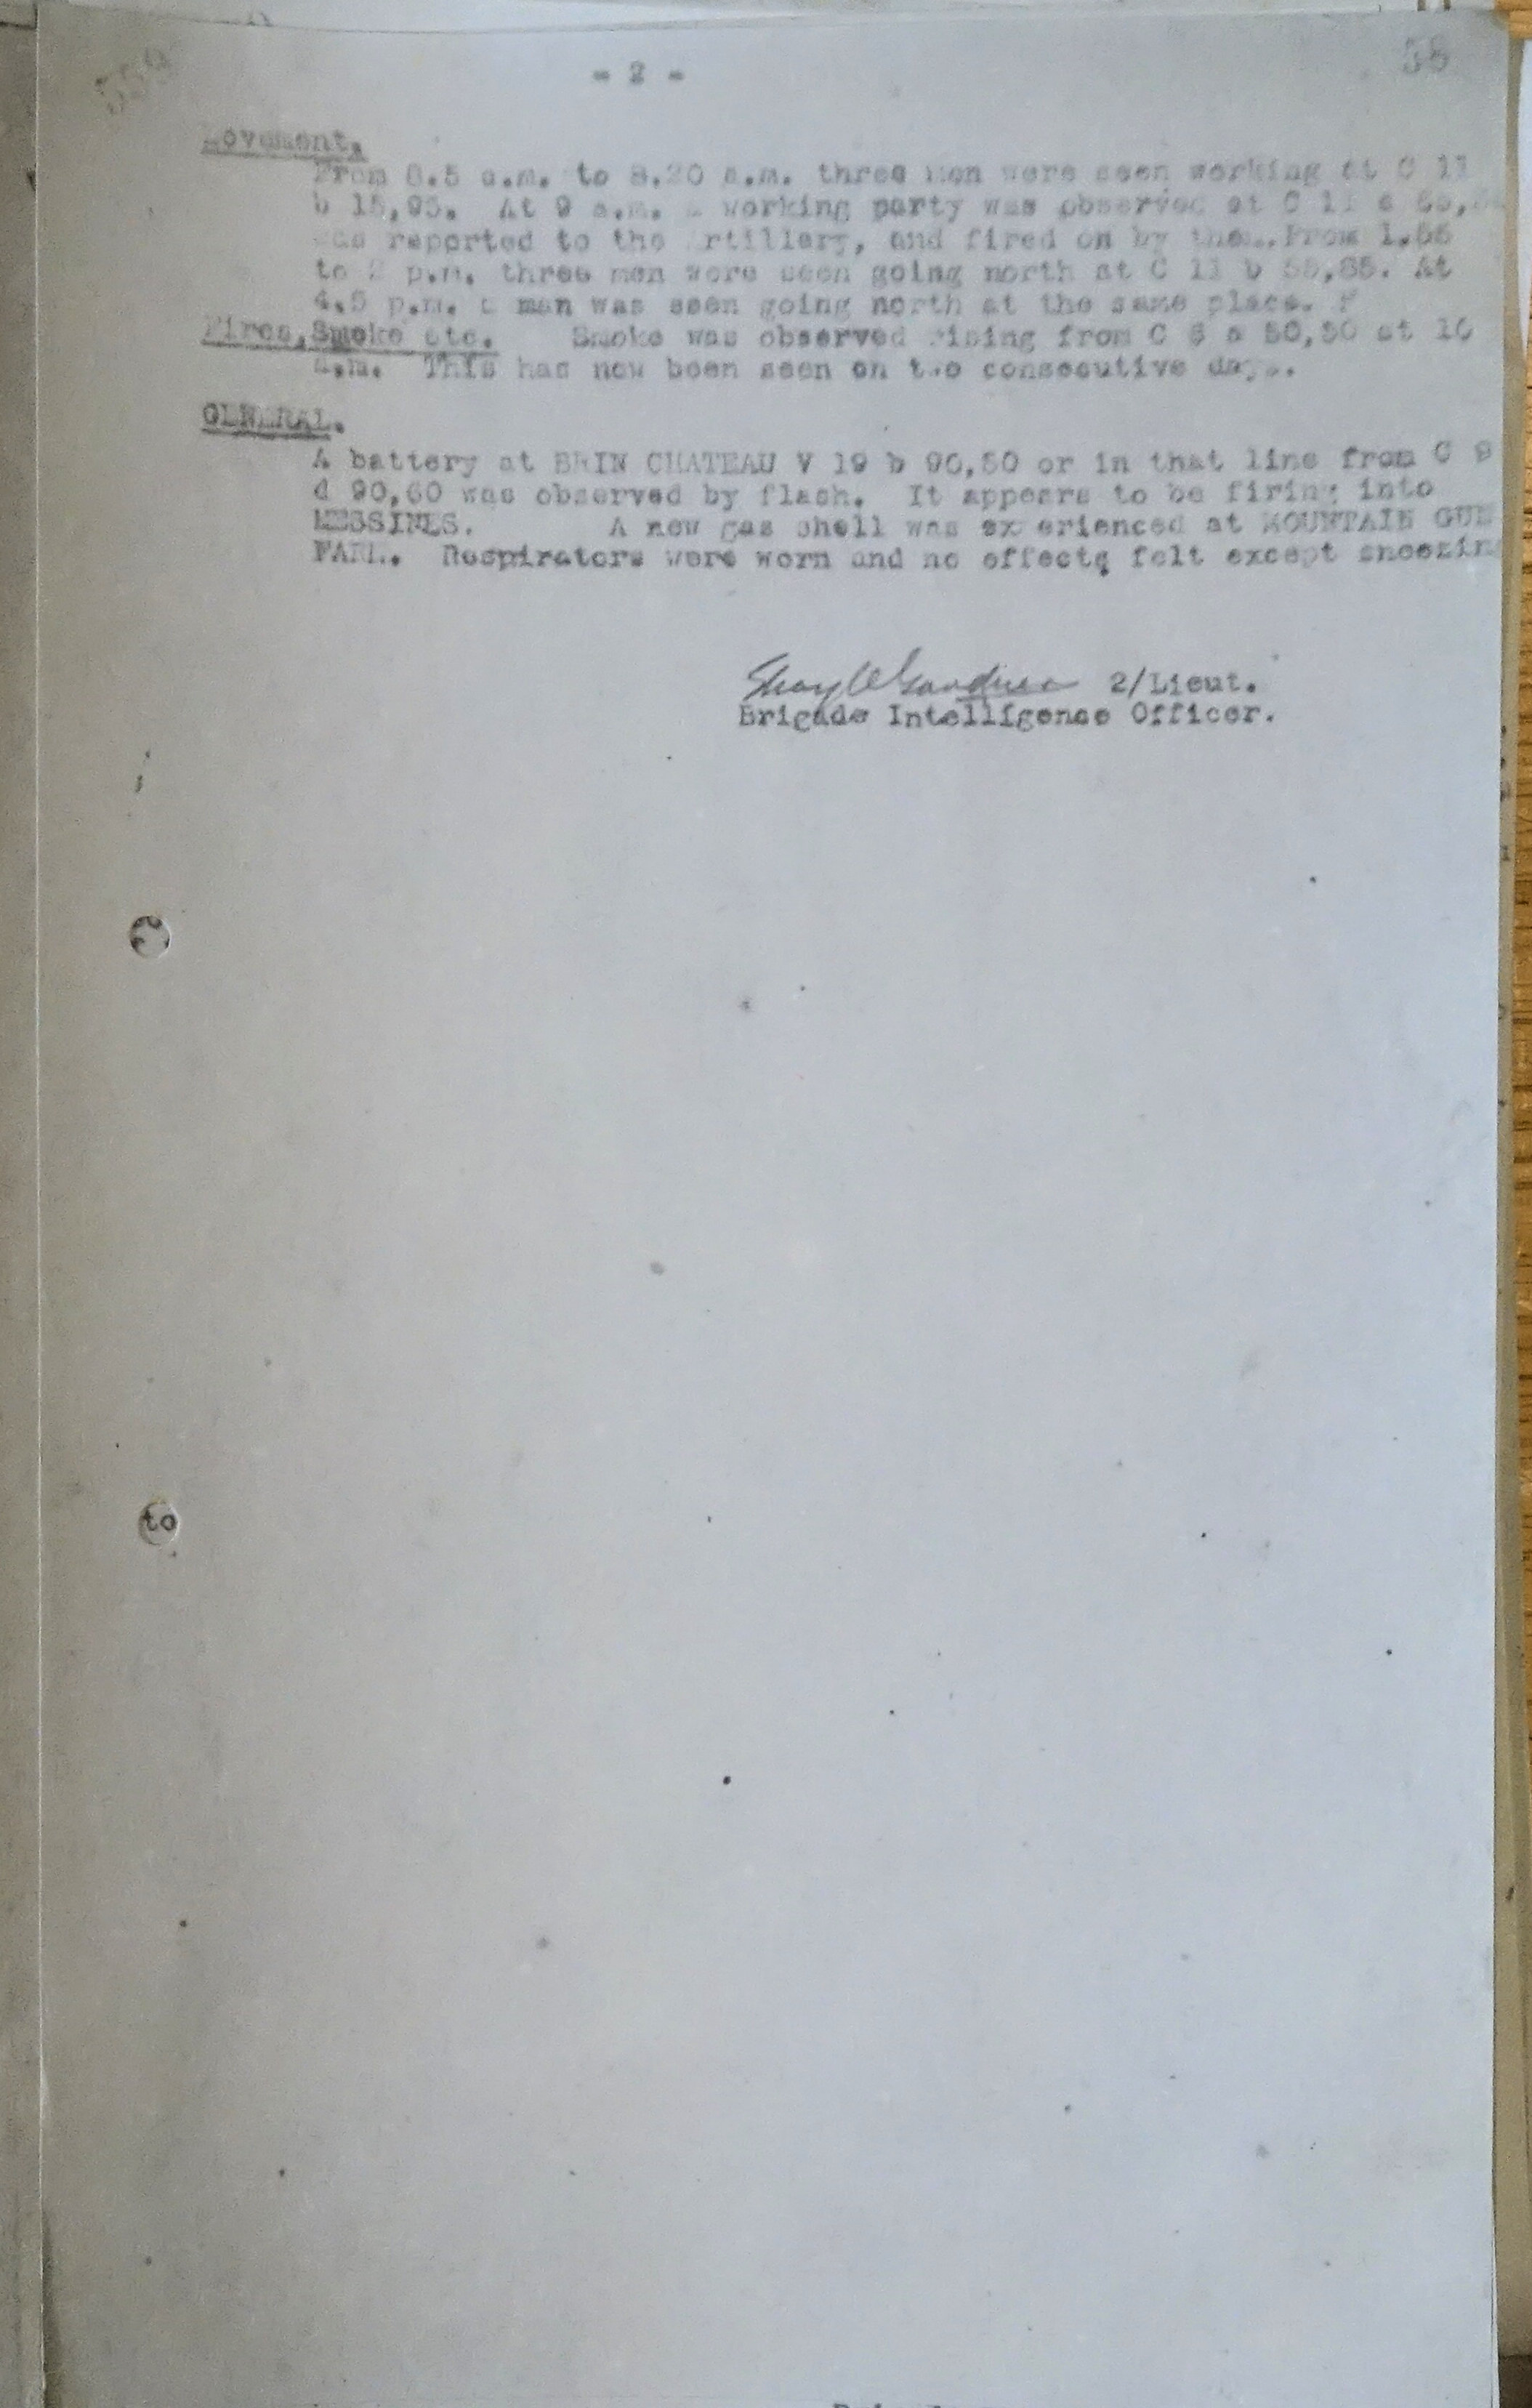 - 2 -
58
Movement.
From 8.5 a.m. to 8.20 a.m. three men were seen working at C 11
b 15,95. At 9 a.m. a working party was observed at C 11
was reported to the Artillery, and fired on by them. From 1.55
to 2 p.m. three men were seen going north at C 11 b 55,85. At
4.5 p.m. a man was seen going north at the same place. F
Fires, Smoke etc. Smoke was observed rising from C a 50,50 at 10
a.m. This has now been seen on two consecutive days.
GENERAL.
A battery at BRIN CHATEAU V 19 b 90,50 or in that line from C 9
d 90,60 was observed by flash. It appears to be firing into
MESSINES. A new gas shell was ex erienced at MOUNTAIN GUN
FARM. Respirators were worn and no effects felt except sneezing
2/Lieut.
Brigade Intelligence Officer.
to